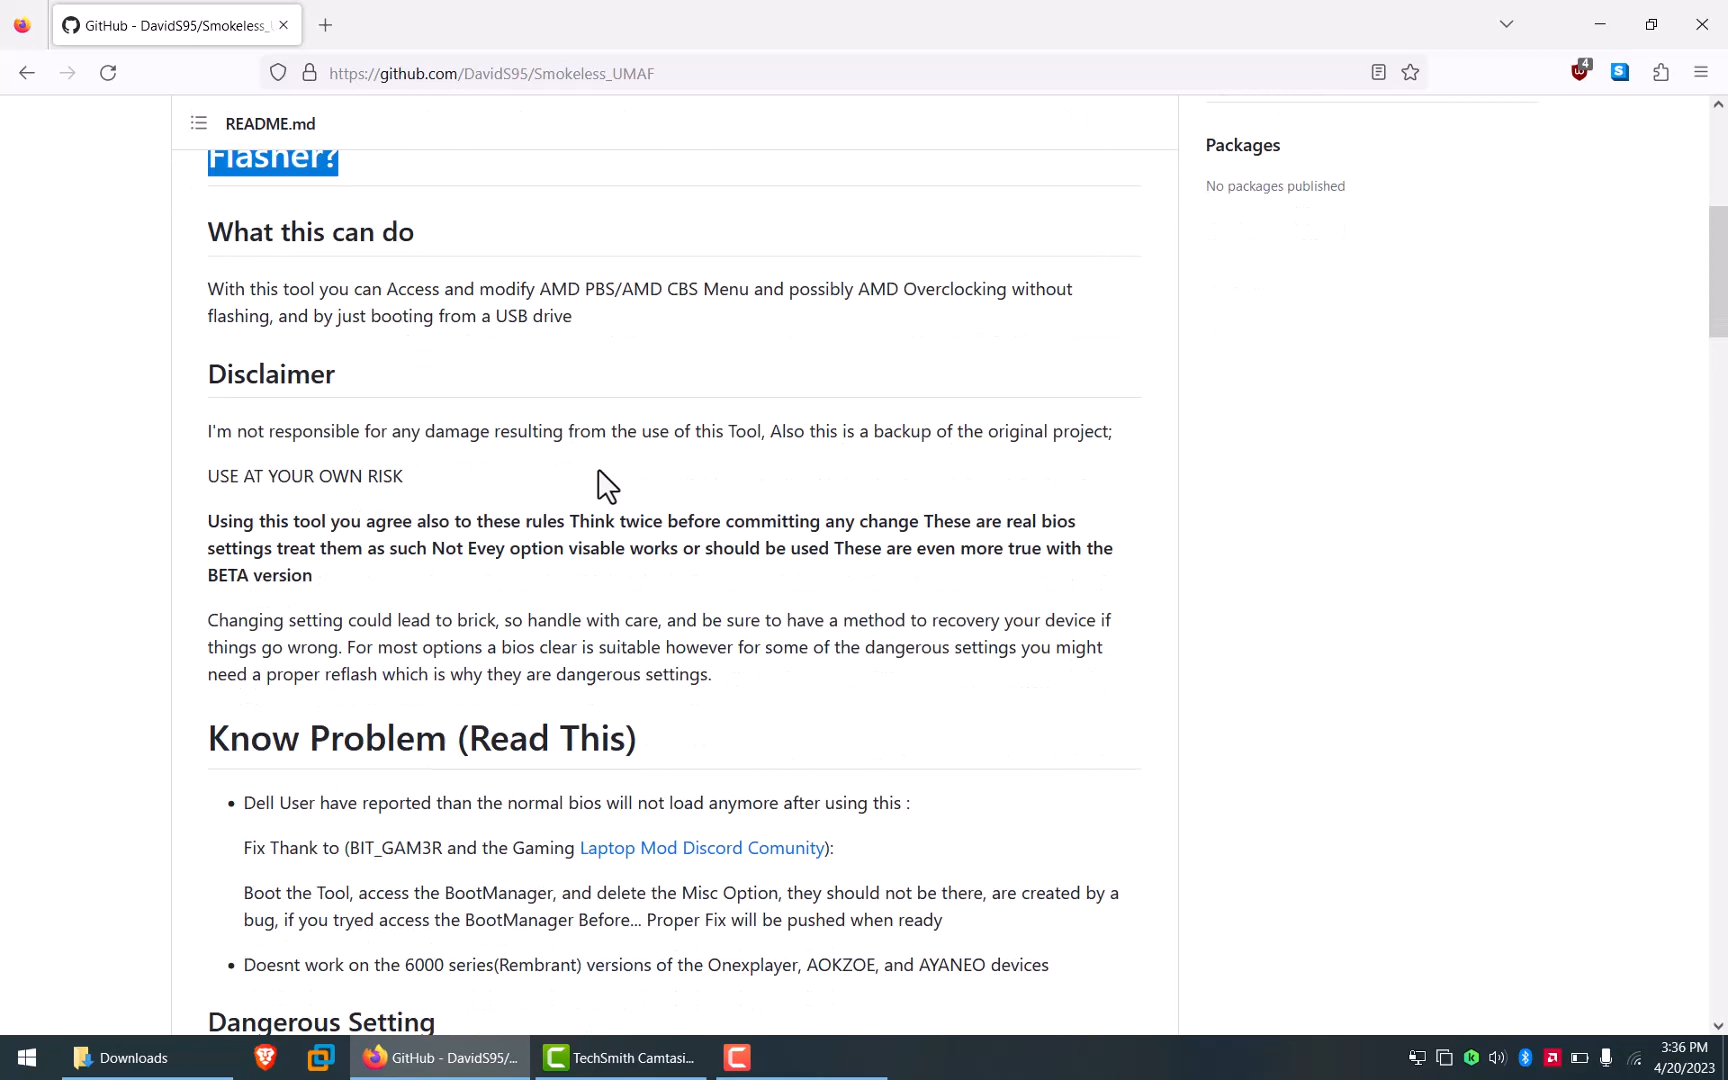 GitHub - DavidS95/Smokeless_
https://github.com/DavidS95/Smokeless_UMAF
4
S
README.md
Flasher?
What this can do
With this tool you can Access and modify AMD PBS/AMD CBS Menu and possibly AMD Overclocking without
flashing, and by just booting from a USB drive
Disclaimer
I'm not responsible for any damage resulting from the use of this Tool, Also this is a backup of the original project;
USE AT YOUR OWN RISK
Using this tool you agree also to these rules Think twice before committing any change These are real bios
settings treat them as such Not Evey option visable works or should be used These are even more true with the
BETA version
Changing setting could lead to brick, so handle with care, and be sure to have a method to recovery your device if
things go wrong. For most options a bios clear is suitable however for some of the dangerous settings you might
need a proper reflash which is why they are dangerous settings.
Know Problem (Read This)
Dell User have reported than the normal bios will not load anymore after using this :
Fix Thank to (BIT_GAM3R and the Gaming Laptop Mod Discord Comunity):
Boot the Tool, access the BootManager, and delete the Misc Option, they should not be there, are created by a
bug, if you tryed access the BootManager Before... Proper Fix will be pushed when ready
Doesnt work on the 6000 series(Rembrant) versions of the Onexplayer, AOKZOE, and AYANEO devices
Dangerous Setting
Packages
No packages published
Downloads
GitHub - DavidS95/...
TechSmith Camtasi...
3:36 PM
4/20/2023